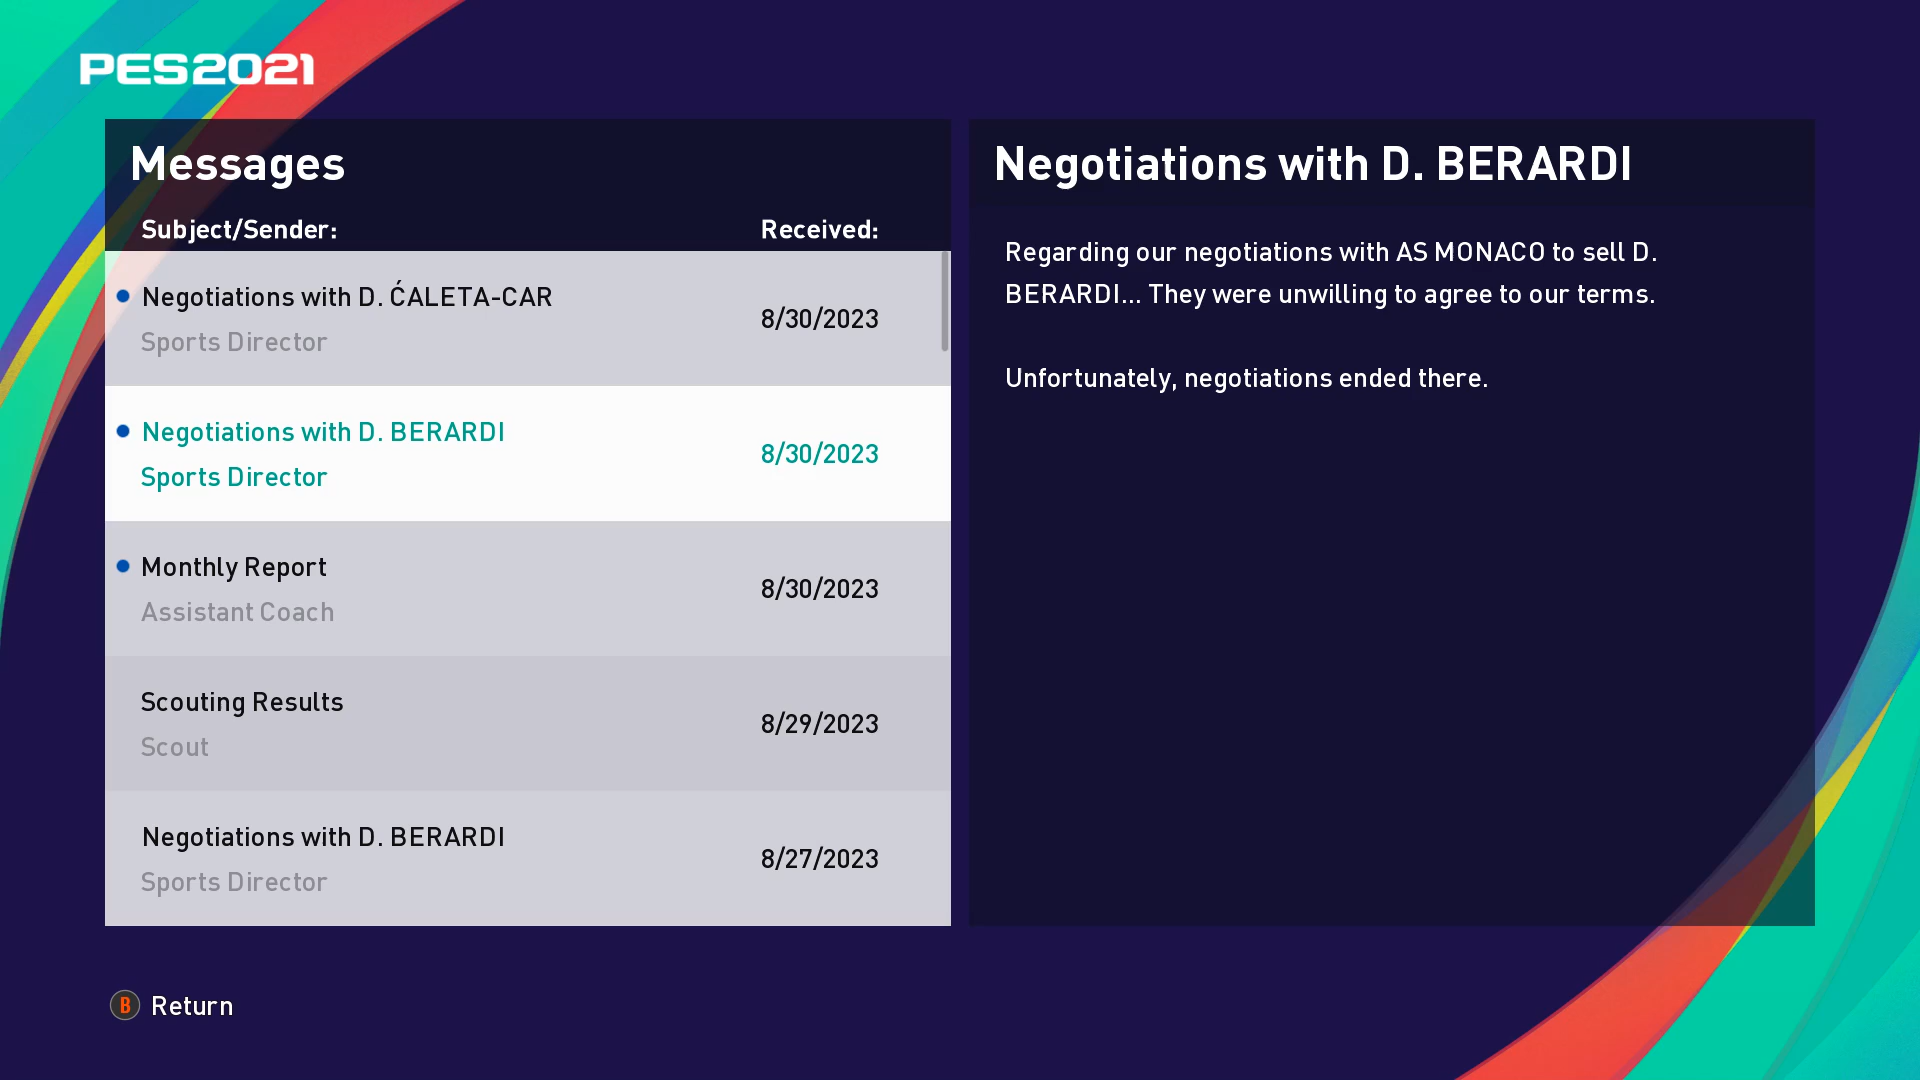 PES2021
Messages
Subject/Sender:
Received:
Negotiations with D. ĆALETA-CAR
Sports Director
8/30/2023
Negotiations with D. BERARDI
Sports Director
8/30/2023
Monthly Report
Assistant Coach
8/30/2023
Scouting Results
Scout
8/29/2023
Negotiations with D. BERARDI
Sports Director
8/27/2023
Negotiations with D. BERARDI
Regarding our negotiations with AS MONACO to sell D.
BERARDI... They were unwilling to agree to our terms.
Unfortunately, negotiations ended there.
B Return